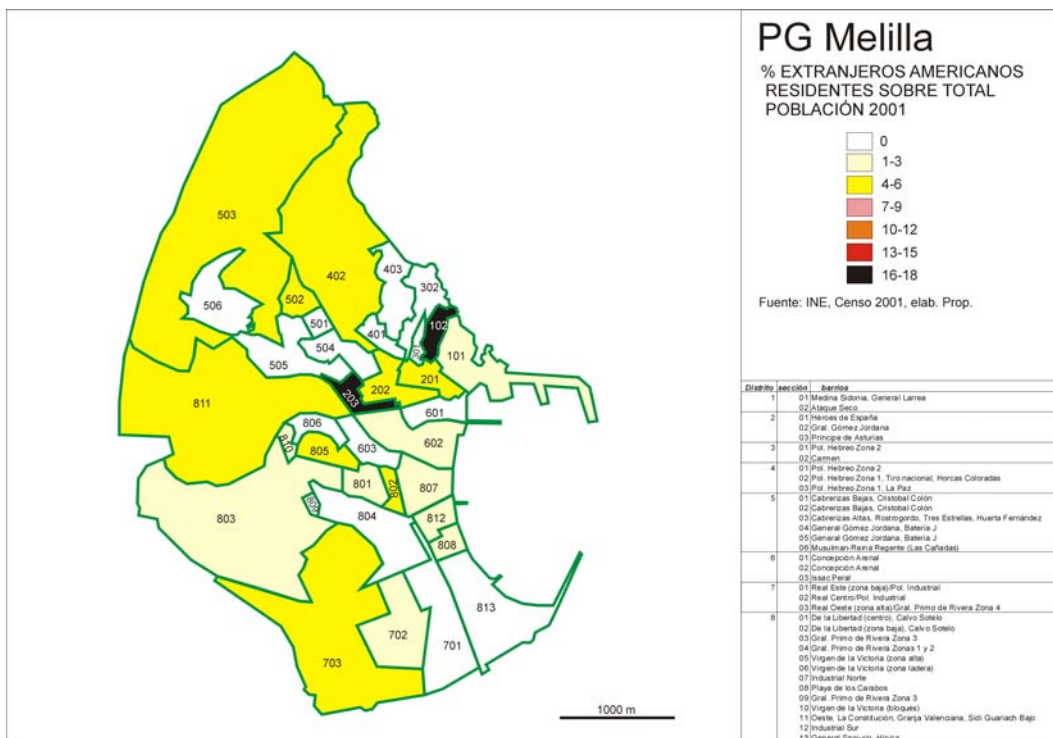 PG Melilla
% EXTRANJEROS AMERICANOS
RESIDENTES SOBRE TOTAL
POBLACIÓN 2001
0
1-3
4-6
7-9
10-12
13-15
16-18
Fuente: INE, Censo 2001, elab. Prop.
503
402
403
302
506
502
501
401
301
102
101
504
505
203
202
201
811
601
806
603
602
810
805
801
802
807
803
809
804
812
808
813
702
701
703
1000 m
Distrito sección barrios
1 01 Medina Sidonia, General Larrea
02 Ataque Seco
2 01 Héroes de España
02 Gral. Gómez Jordana
03 Principe de Asturias
3 01 Pol. Hebreo Zona 2
02 Carmen
4 01 Pol. Hebreo Zona 2
02 Pol. Hebreo Zona 1, Tiro nacional, Horcas Coloradas
03 Pol. Hebreo Zona 1, La Paz
5 01 Cabrerizas Bajas, Cristobal Colón
02 Cabrerizas Bajas, Cristobal Colón
03 Cabrerizas Altas, Rostrogordo, Tres Estrellas, Huerta Fernández
04 General Gómez Jordana, Batería J
05 General Gómez Jordana, Batería J
06 Musulman-Reina Regente (Las Cañadas)
6 01 Concepción Arenal
02 Concepción Arenal
03 Issac Peral
7 01 Real Este (zona baja)/Pol. Industrial
02 Real Centro/Pol. Industrial
03 Real Oeste (zona alta)/Gral. Primo de Rivera Zona 4
8 01 De la Libertad (centro), Calvo Sotelo
02 De la Libertad (zona baja), Calvo Sotelo
03 Gral. Primo de Rivera Zona 3
04 Gral. Primo de Rivera Zonas 1 y 2
05 Virgen de la Victoria (zona alta)
06 Virgen de la Victoria (zona ladera)
07 Industrial Norte
08 Playa de los Carabos
09 Gral. Primo de Rivera Zona 3
10 Virgen de la Victoria (bloques)
11 Oeste, La Constitución, Granja Valenciana, Sidi Guariach Bajo
12 Industrial Sur
13 General Sanjurjo, Hípica